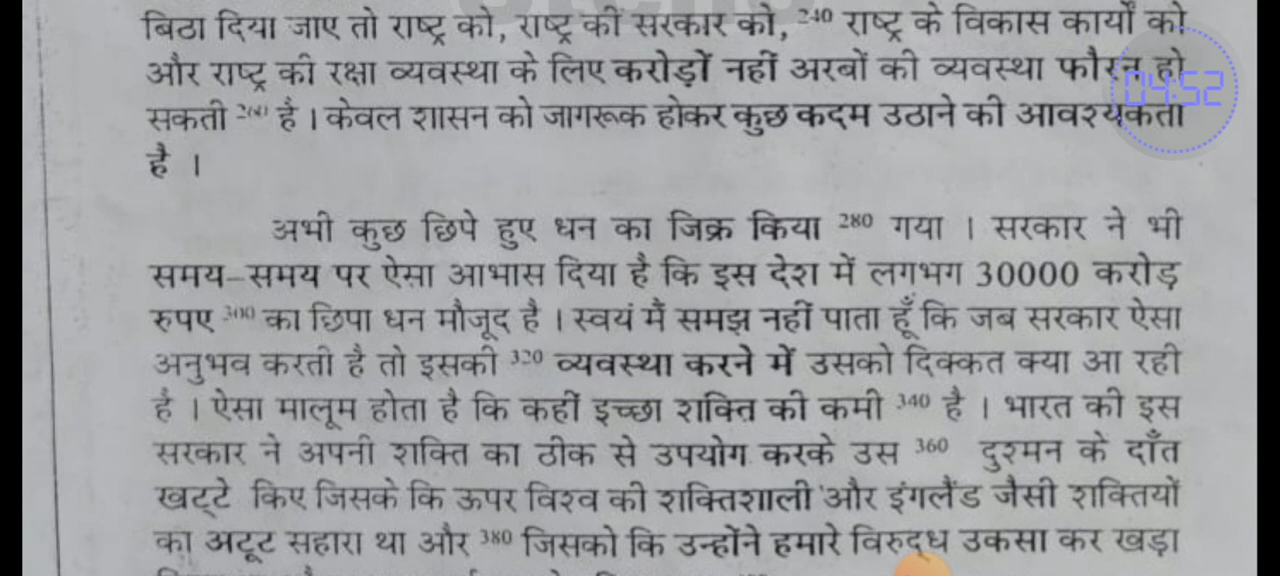 बिठा दिया जाए तो राष्ट्र को, राष्ट्र की सरकार को, 240 राष्ट्र के विकास कार्यों को
और राष्ट्र की रक्षा व्यवस्था के लिए करोड़ों नहीं अरबों की व्यवस्था फौरन हो
04:52
सकती 260 है । केवल शासन को जागरूक होकर कुछ कदम उठाने की आवश्यकता
है ।
अभी कुछ छिपे हुए धन का जिक्र किया 280 गया । सरकार ने भी
समय-समय पर ऐसा आभास दिया है कि इस देश में लगभग 30000 करोड़
रुपए 300 का छिपा धन मौजूद है । स्वयं मैं समझ नहीं पाता हूँ कि जब सरकार ऐसा
अनुभव करती है तो इसकी 320 व्यवस्था करने में उसको दिक्कत क्या आ रही
है । ऐसा मालूम होता है कि कहीं इच्छा शक्ति की कमी 340 है । भारत की इस
सरकार ने अपनी शक्ति का ठीक से उपयोग करके उस 360 दुश्मन के दाँत
खट्टे किए जिसके कि ऊपर विश्व की शक्तिशाली और इंगलैंड जैसी शक्तियों
का अटूट सहारा था और 380 जिसको कि उन्होंने हमारे विरुद्ध उकसा कर खड़ा